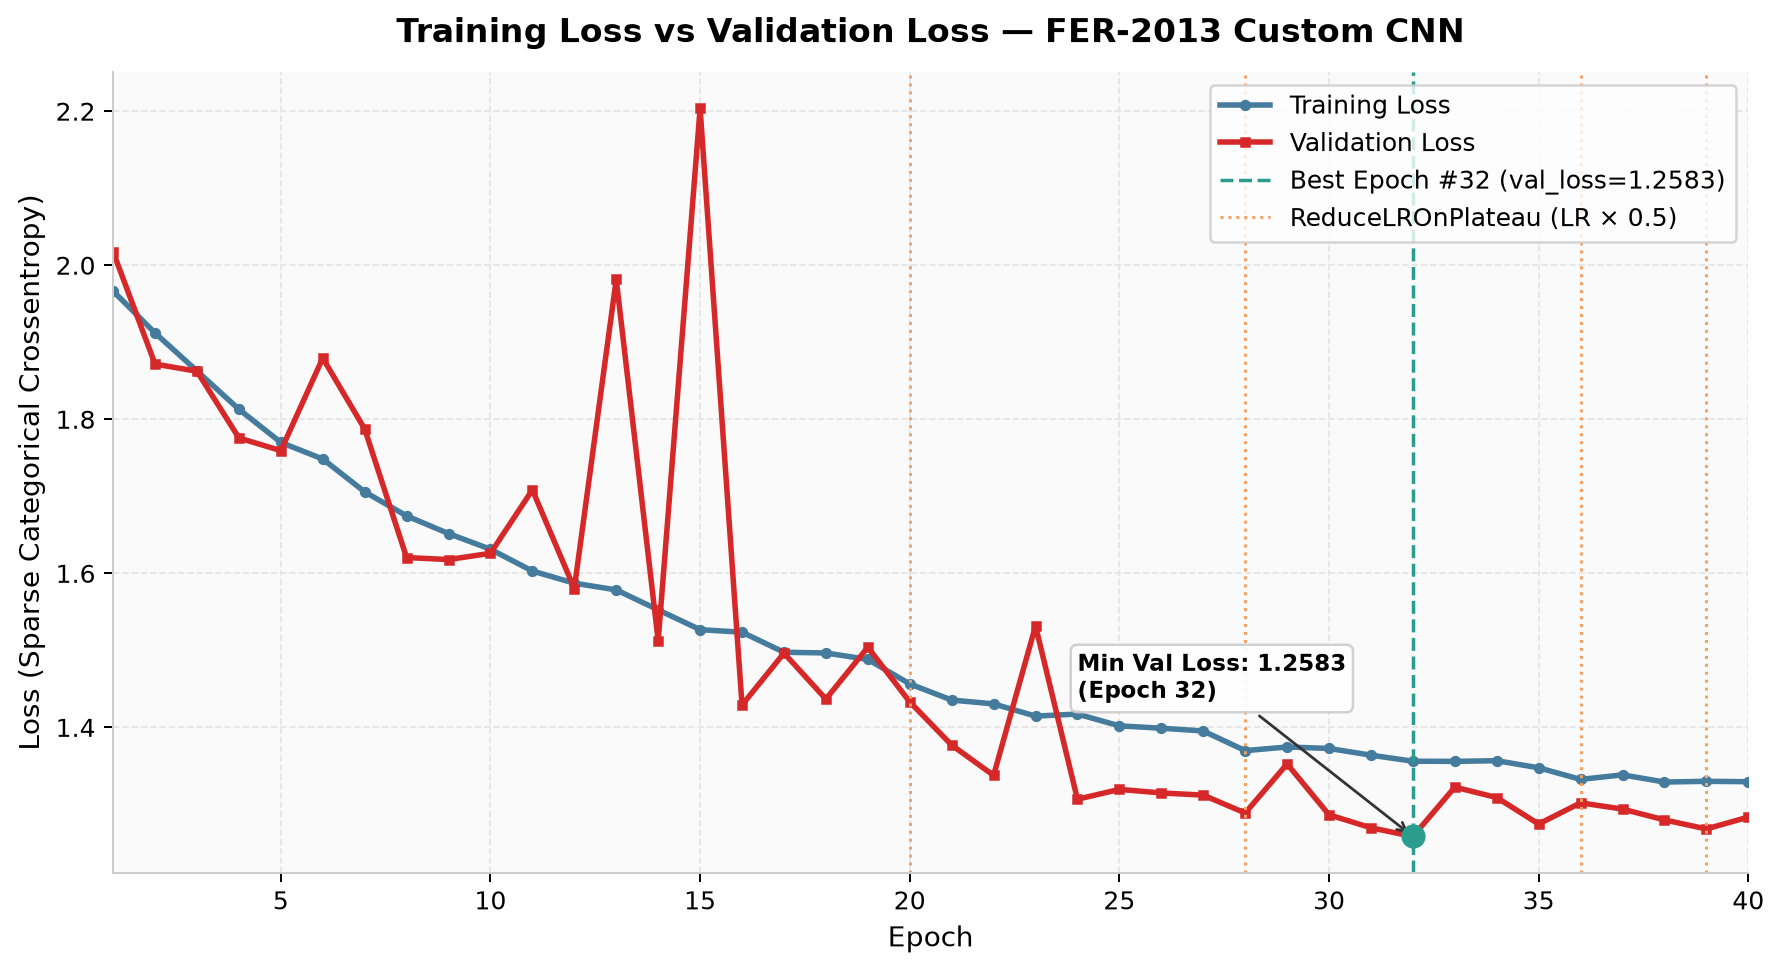 Training Loss vs Validation Loss — FER-2013 Custom CNN
Loss (Sparse Categorical Crossentropy)
2.2
2.0
1.8
1.6
1.4
Training Loss
Validation Loss
Best Epoch #32 (val_loss=1.2583)
ReduceLROnPlateau (LR × 0.5)
Min Val Loss: 1.2583
(Epoch 32)
5 10 15 20 25 30 35 40
Epoch